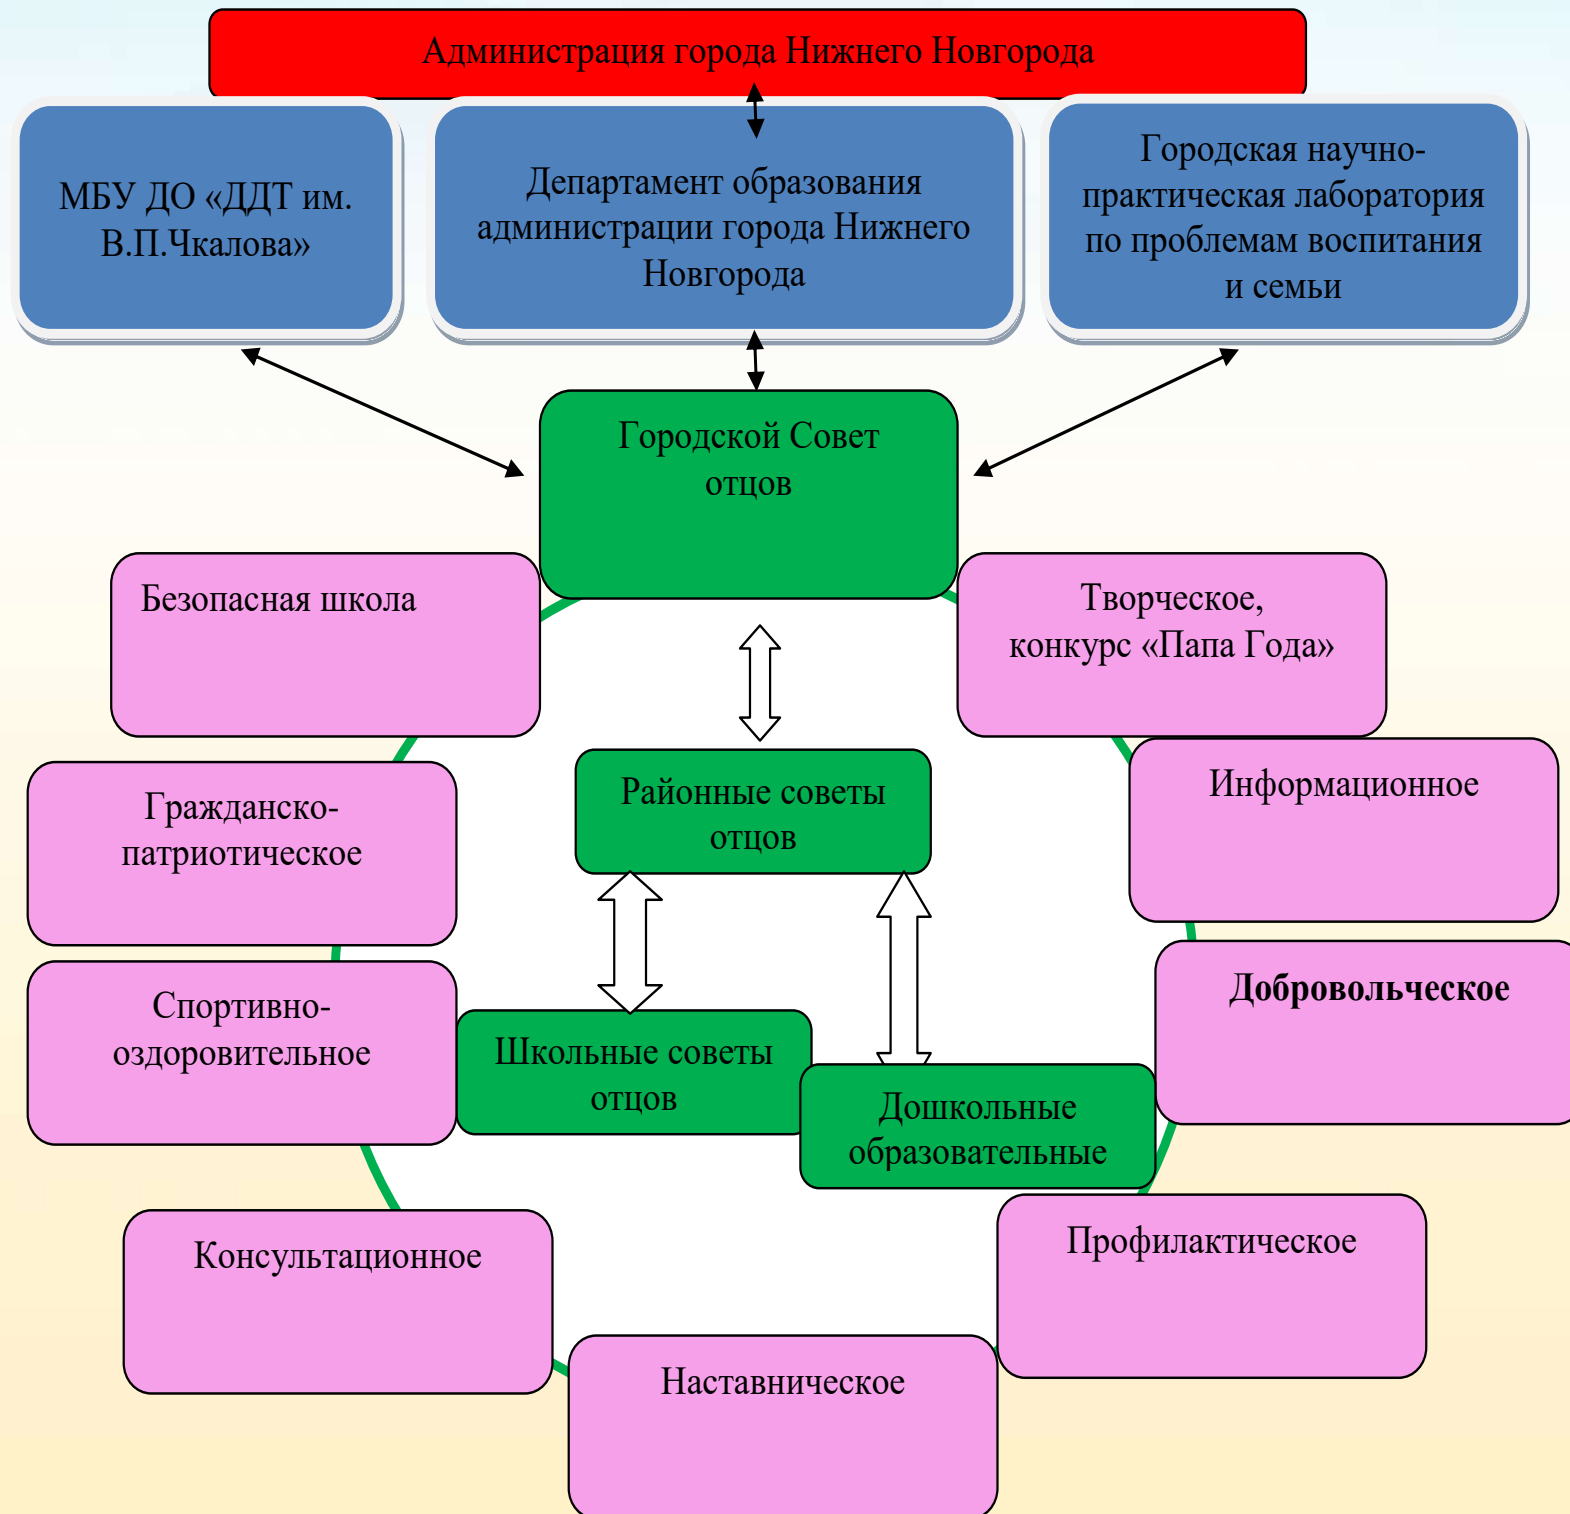 Администрация города Нижнего Новгорода
МБУ ДО «ДДТ им.
В.П.Чкалова»
Департамент образования
администрации города Нижнего
Новгорода
Городская научно-
практическая лаборатория
по проблемам воспитания
и семьи
Городской Совет
отцов
Безопасная школа
Творческое,
конкурс «Папа Года»
Районные советы
отцов
Информационное
Гражданско-
патриотическое
Добровольческое
Спортивно-
оздоровительное
Школьные советы
отцов
Дошкольные
образовательные
Консультационное
Профилактическое
Наставническое